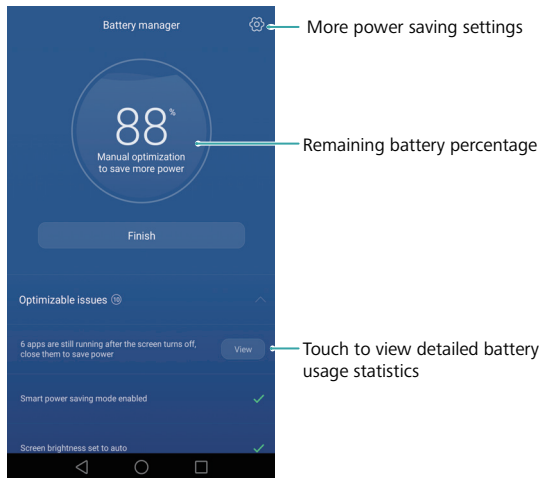 Battery manager
More power saving settings
88%
Manual optimization
to save more power
Remaining battery percentage
Finish
Optimizable issues 10
6 apps are still running after the screen turns off,
close them to save power
View
Touch to view detailed battery
usage statistics
Smart power saving mode enabled
Screen brightness set to auto